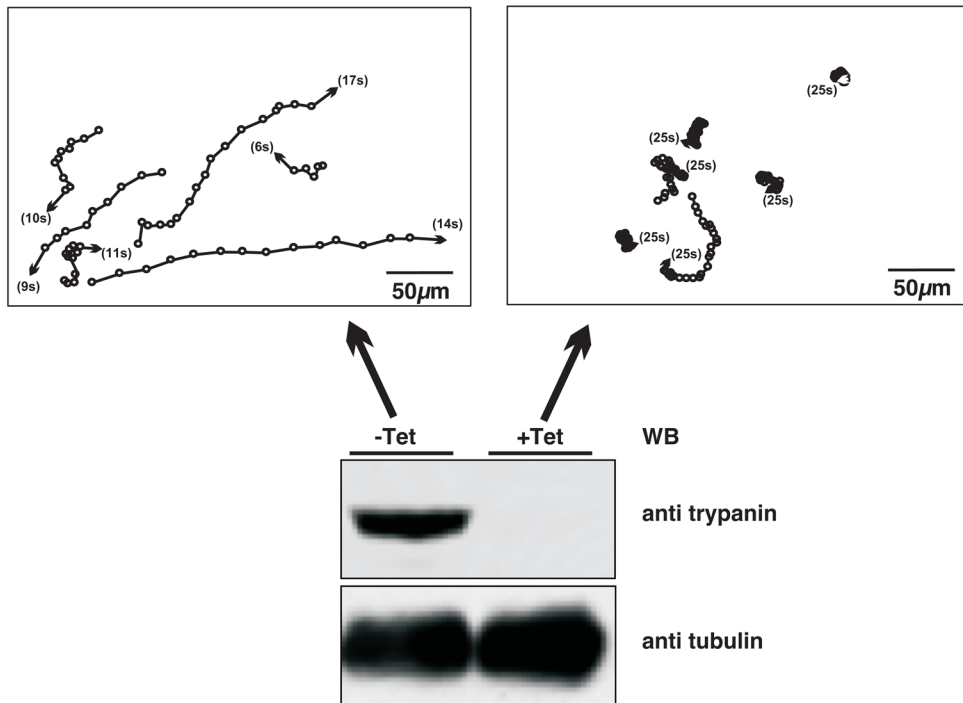 (17s)
(6s)
(10s)
(14s)
(11s)
(9s)
50µm
(25s)
(25s)
(25s)
(25s)
(25s)
(25s)
50µm
-Tet +Tet WB
anti trypanin
anti tubulin